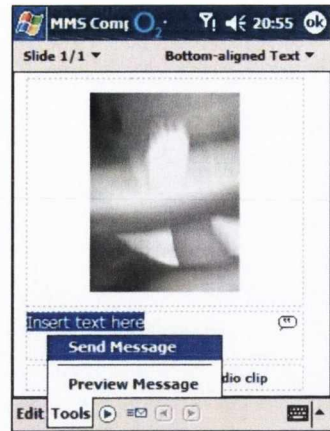 MMS Comp O2 20:55 ok
Slide 1/1 Bottom-aligned Text
Insert text here
Send Message
dio clip
Preview Message
Edit Tools